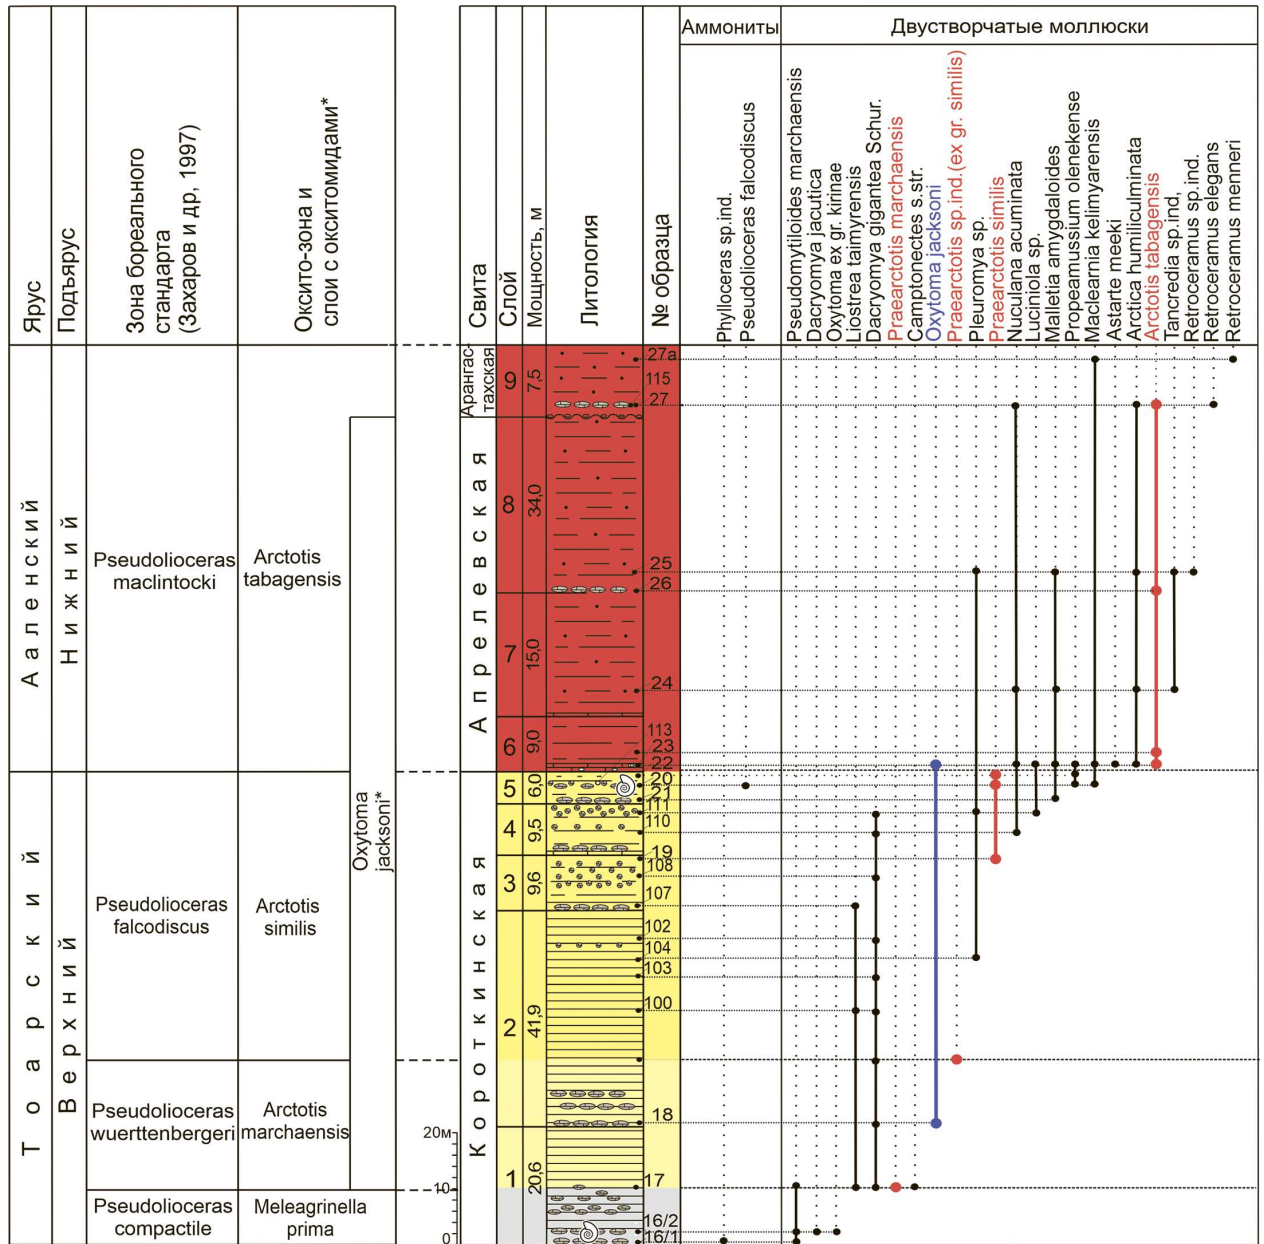 Ярус
Подъярус
Зона бореального
стандарта
(Захаров и др, 1997)
Оксито-зона и
слои с окситомидами*
Свита
Слой
Мощность, м
Литология
№ образца
Аммониты
Двустворчатые моллюски
Phylloceras sp.ind.
Pseudolioceras falcodiscus
Pseudomytiloides marchaensis
Dacryomya jacutica
Oxytoma ex gr. kirinae
Liostrea taimyrensis
Dacryomya gigantea Schur.
Praearctotis marchaensis
Camptonectes s.str.
Oxytoma jacksoni
Praearctotis sp.ind.(ex gr. similis)
Pleuromya sp.
Praearctotis similis
Nuculana acuminata
Luciniola sp.
Malletia amygdaloides
Propeamussium olenekense
Maclearnia kelimyarensis
Astarte meeki
Arctica humiliculminata
Arctotis tabagensis
Tancredia sp.ind,
Retroceramus sp.ind.
Retroceramus elegans
Retroceramus menneri
Ааленский
Нижний
Pseudolioceras
maclintocki
Arctotis
tabagensis
Тоарский
Верхний
Pseudolioceras
falcodiscus
Arctotis
similis
Oxytoma
jacksoni*
Pseudolioceras
wuerttenbergeri
Arctotis
marchaensis
Pseudolioceras
compactile
Meleagrinella
prima
20м
10
0
Арангас-
тахская
Апрелевская
Короткинская
9
7,5
8
34,0
7
15,0
6
9,0
5
6,0
4
9,5
3
9,6
2
41,9
1
20,6
27a
115
27
25
26
24
113
23
22
20
21
111
110
19
108
107
102
104
103
100
18
17
16/2
16/1